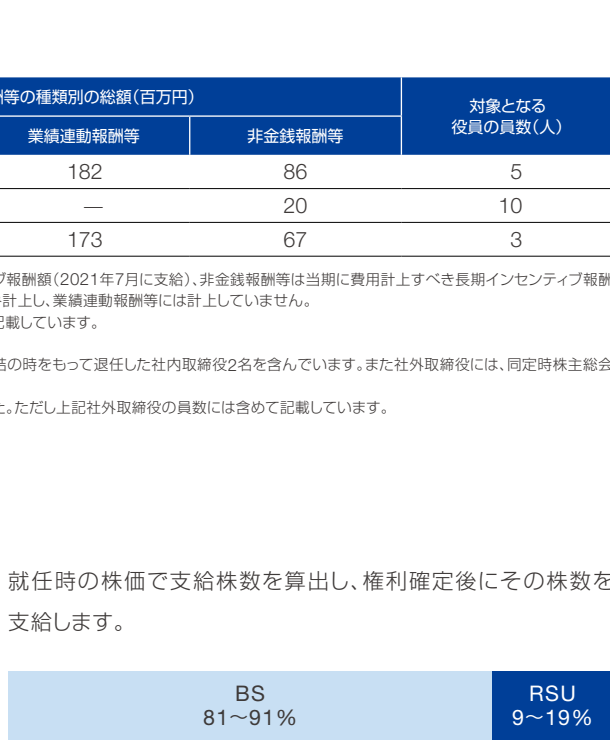 酬等の種類別の総額（百万円）
対象となる
役員の員数（人）
業績連動報酬等 非金銭報酬等
182 86 5
— 20 10
173 67 3
ブ報酬額（2021年7月に支給）、非金銭報酬等は当期に費用計上すべき長期インセンティブ報酬
計上し、業績連動報酬等には計上していません。
記載しています。
結の時をもって退任した社内取締役2名を含んでいます。また社外取締役には、同定時株主総会
た。ただし上記社外取締役の員数には含めて記載しています。
就任時の株価で支給株数を算出し、権利確定後にその株数を
支給します。
BS
81～91%
RSU
9～19%